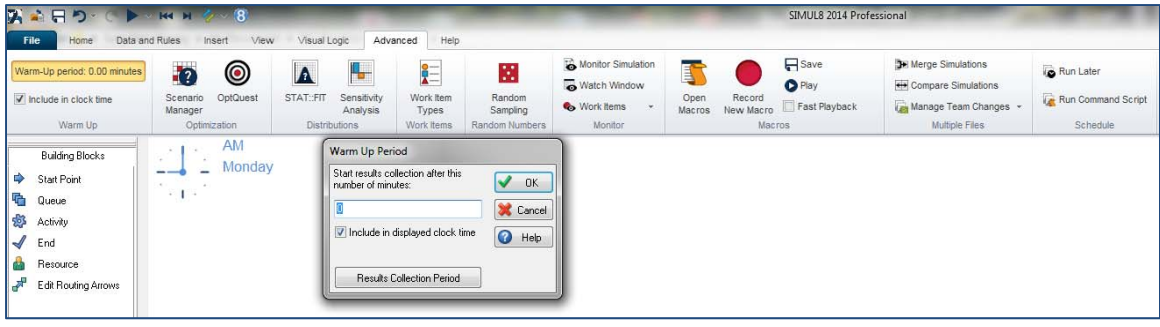 SIMUL8 2014 Professional
File Home Data and Rules Insert View Visual Logic Advanced Help
Warm-Up period: 0.00 minutes
Include in clock time
Warm Up
Scenario
Manager
OptQuest
Optimization
STAT::FIT
Sensitivity
Analysis
Distributions
Work Item
Types
Work Items
Random
Sampling
Random Numbers
Monitor Simulation
Watch Window
Work Items
Monitor
Open
Macros
Record
New Macro
Save
Play
Fast Playback
Macros
Merge Simulations
Compare Simulations
Manage Team Changes
Multiple Files
Run Later
Run Command Script
Schedule
Building Blocks
Start Point
Queue
Activity
End
Resource
Edit Routing Arrows
AM
Monday
Warm Up Period
Start results collection after this
number of minutes:
0
Include in displayed clock time
Results Collection Period
OK
Cancel
Help